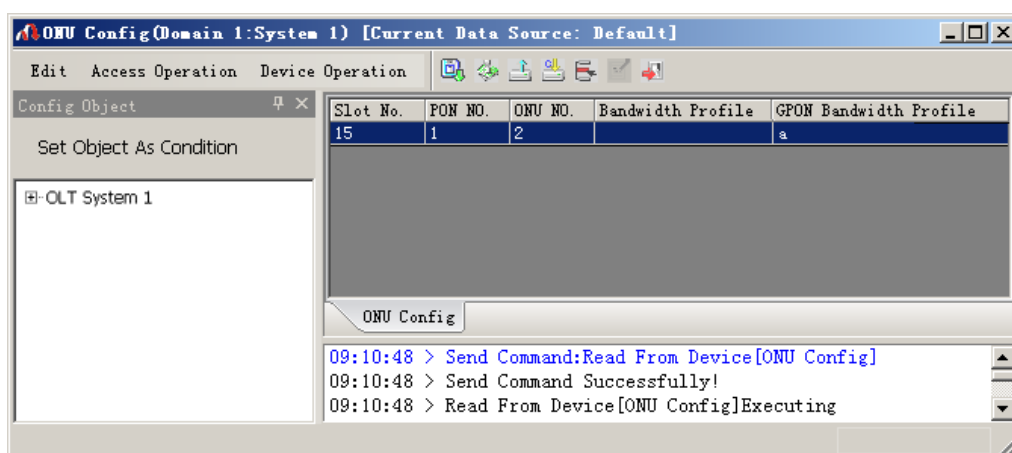 ONU Config(Domain 1:System 1) [Current Data Source: Default]
Edit Access Operation Device Operation
Config Object
Set Object As Condition
OLT System 1
Slot No. PON NO. ONU NO. Bandwidth Profile GPON Bandwidth Profile
15 1 2 a
ONU Config
09:10:48 > Send Command:Read From Device[ONU Config]
09:10:48 > Send Command Successfully!
09:10:48 > Read From Device[ONU Config]Executing